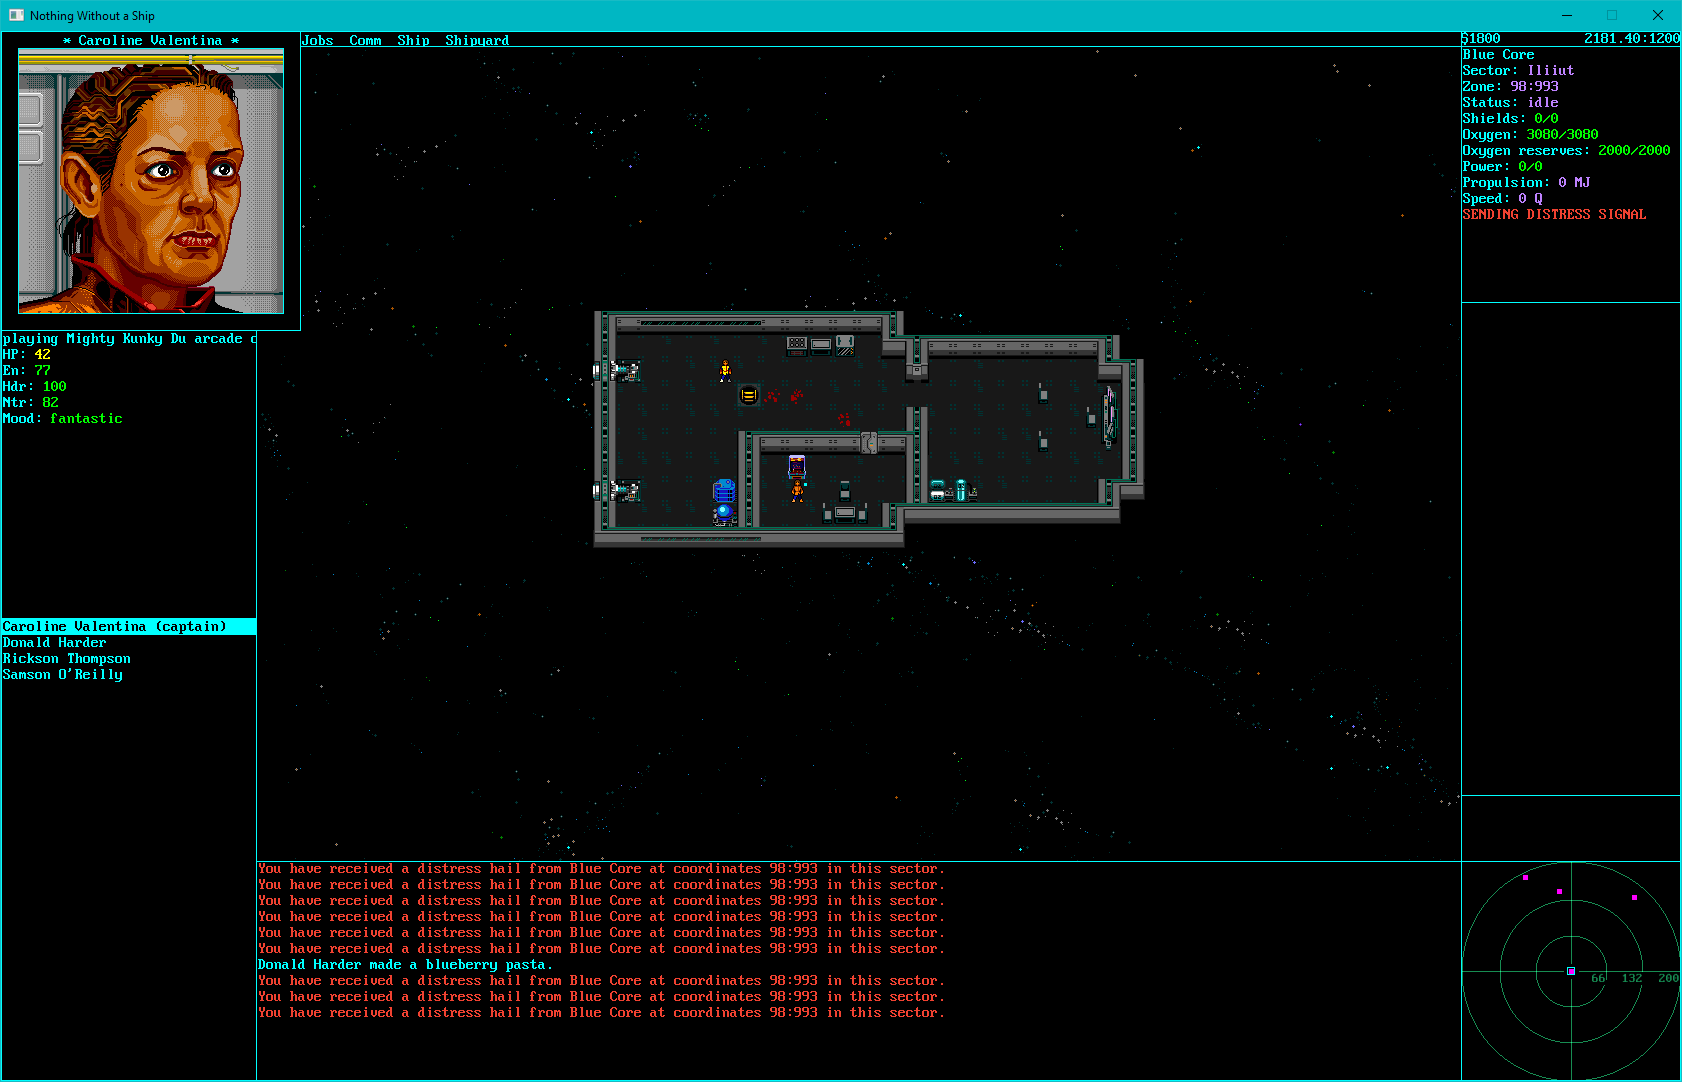 Nothing Without a Ship
* Caroline Valentina *
Jobs Comm Ship Shipyard
$1800 2181.40:1200
Blue Core
Sector: Iliiut
Zone: 98:993
Status: idle
Shields: 0/0
Oxygen: 3080/3080
Oxygen reserves: 2000/2000
Power: 0/0
Propulsion: 0 MJ
Speed: 0 Q
SENDING DISTRESS SIGNAL
playing Mighty Kunky Du arcade c
HP: 42
En: 77
Hdr: 100
Ntr: 82
Mood: fantastic
Caroline Valentina (captain)
Donald Harder
Rickson Thompson
Samson O'Reilly
You have received a distress hail from Blue Core at coordinates 98:993 in this sector.
You have received a distress hail from Blue Core at coordinates 98:993 in this sector.
You have received a distress hail from Blue Core at coordinates 98:993 in this sector.
You have received a distress hail from Blue Core at coordinates 98:993 in this sector.
You have received a distress hail from Blue Core at coordinates 98:993 in this sector.
You have received a distress hail from Blue Core at coordinates 98:993 in this sector.
Donald Harder made a blueberry pasta.
You have received a distress hail from Blue Core at coordinates 98:993 in this sector.
You have received a distress hail from Blue Core at coordinates 98:993 in this sector.
You have received a distress hail from Blue Core at coordinates 98:993 in this sector.
66 132 200